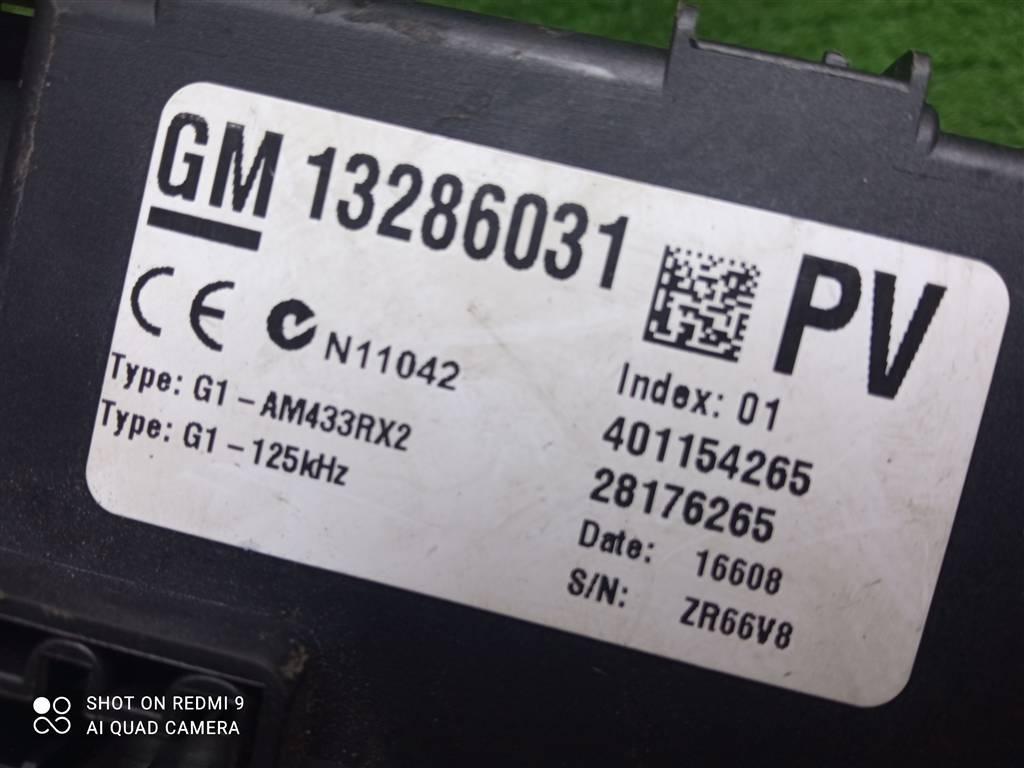 GM 13286031 PV
CE N11042
Type: G1 - AM433RX2
Type: G1 - 125kHz
Index: 01
401154265
28176265
Date: 16608
S/N: ZR66V8
SHOT ON REDMI 9
AI QUAD CAMERA